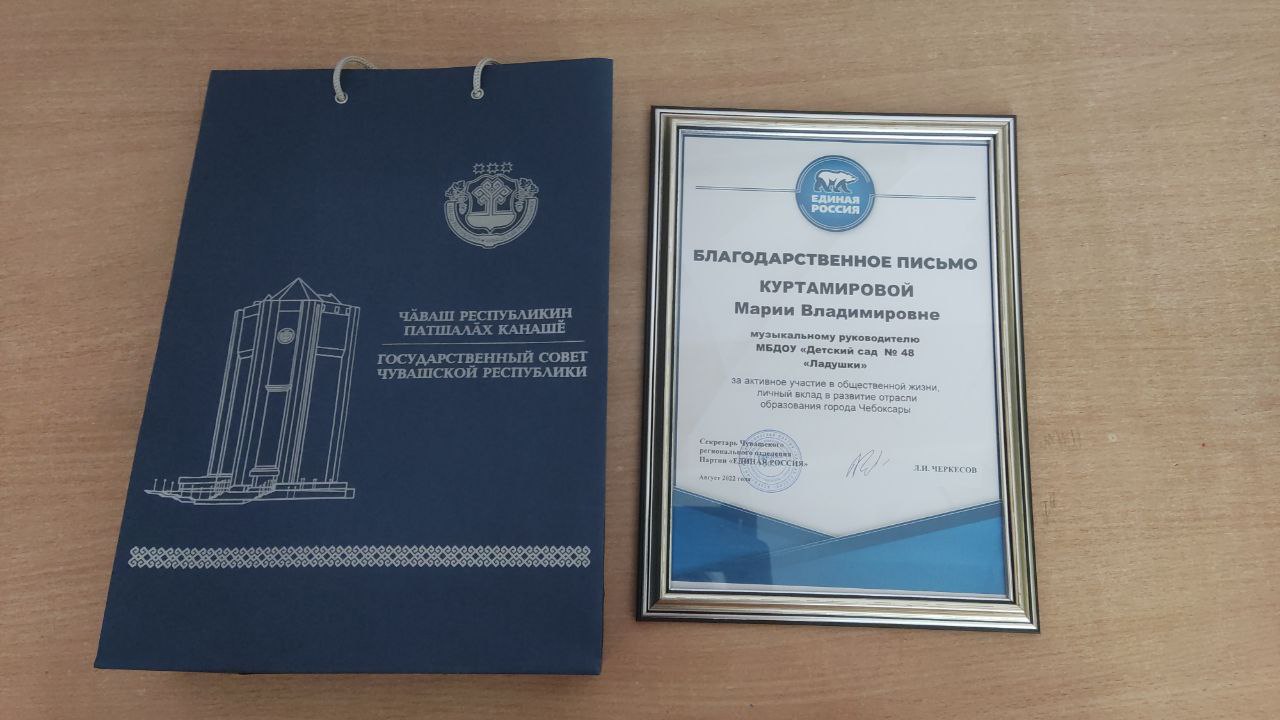 ЧӐВАШ РЕСПУБЛИКИН
ПАТШАЛӐХ КАНАШӖ
ГОСУДАРСТВЕННЫЙ СОВЕТ
ЧУВАШСКОЙ РЕСПУБЛИКИ
ЕДИНАЯ
РОССИЯ
БЛАГОДАРСТВЕННОЕ ПИСЬМО
КУРТАМИРОВОЙ
Марии Владимировне
музыкальному руководителю
МБДОУ «Детский сад № 48
«Ладушки»
за активное участие в общественной жизни,
личный вклад в развитие отрасли
образования города Чебоксары
Секретарь Чувашского
регионального отделения
Партии «ЕДИНАЯ РОССИЯ»
Л.И. ЧЕРКЕСОВ
Август 2022 года